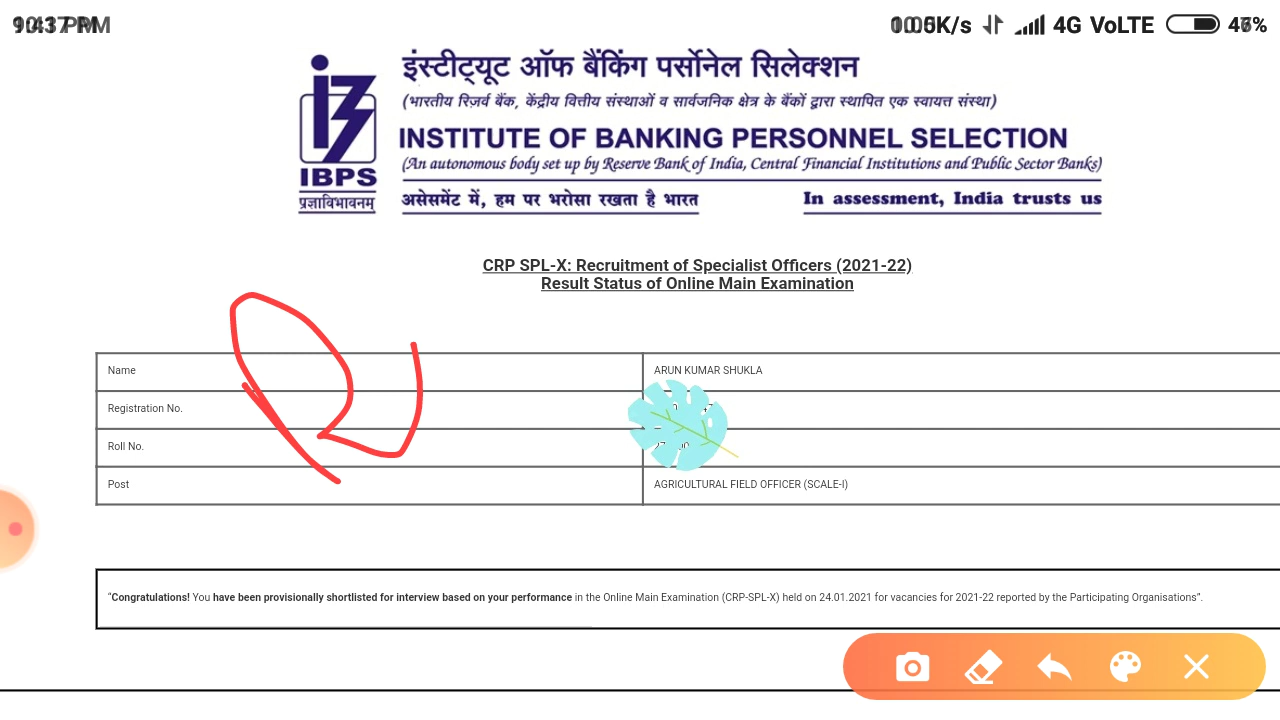 4G VoLTE
इंस्टीट्यूट ऑफ बैंकिंग पर्सोनेल सिलेक्शन
(भारतीय रिज़र्व बैंक, केंद्रीय वित्तीय संस्थाओं व सार्वजनिक क्षेत्र के बैंकों द्वारा स्थापित एक स्वायत्त संस्था)
INSTITUTE OF BANKING PERSONNEL SELECTION
(An autonomous body set up by Reserve Bank of India, Central Financial Institutions and Public Sector Banks)
IBPS
प्रज्ञाविभावनम्
असेसमेंट में, हम पर भरोसा रखता है भारत In assessment, India trusts us
CRP SPL-X: Recruitment of Specialist Officers (2021-22)
Result Status of Online Main Examination
Name ARUN KUMAR SHUKLA
Registration No.
Roll No.
Post AGRICULTURAL FIELD OFFICER (SCALE-I)
"Congratulations! You have been provisionally shortlisted for interview based on your performance in the Online Main Examination (CRP-SPL-X) held on 24.01.2021 for vacancies for 2021-22 reported by the Participating Organisations".